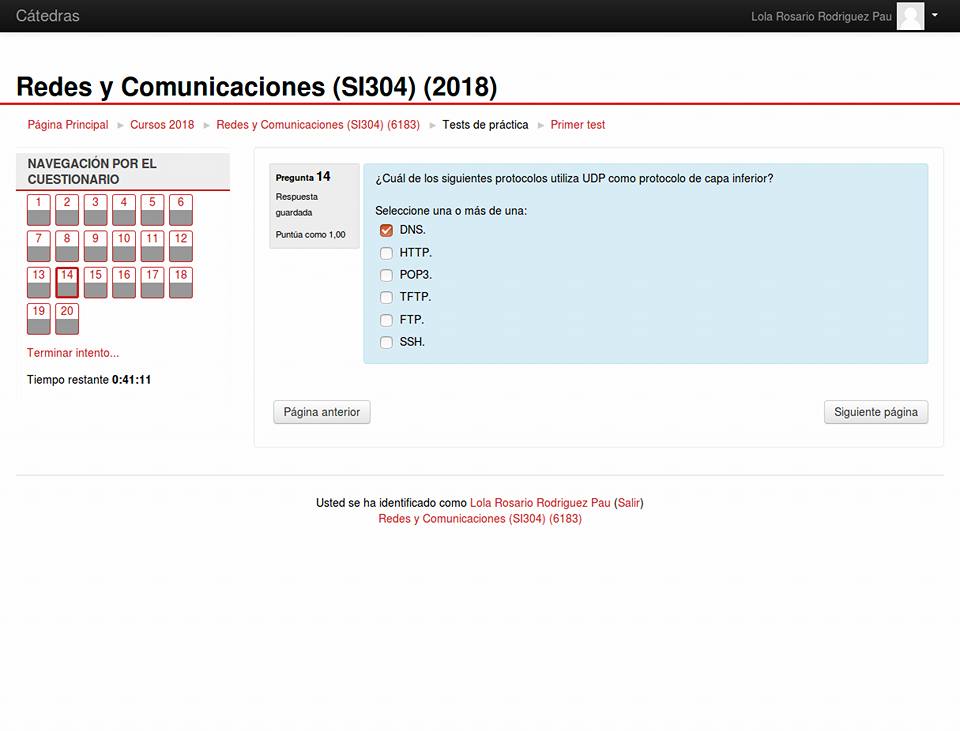 Cátedras
Lola Rosario Rodriguez Pau
Redes y Comunicaciones (SI304) (2018)
Página Principal ► Cursos 2018 ► Redes y Comunicaciones (SI304) (6183) ► Tests de práctica ► Primer test
NAVEGACIÓN POR EL
CUESTIONARIO
1 2 3 4 5 6
7 8 9 10 11 12
13 14 15 16 17 18
19 20
Terminar intento...
Tiempo restante 0:41:11
Pregunta 14
Respuesta
guardada
Puntúa como 1,00
¿Cuál de los siguientes protocolos utiliza UDP como protocolo de capa inferior?
Seleccione una o más de una:
DNS.
HTTP.
POP3.
TFTP.
FTP.
SSH.
Página anterior
Siguiente página
Usted se ha identificado como Lola Rosario Rodriguez Pau (Salir)
Redes y Comunicaciones (SI304) (6183)